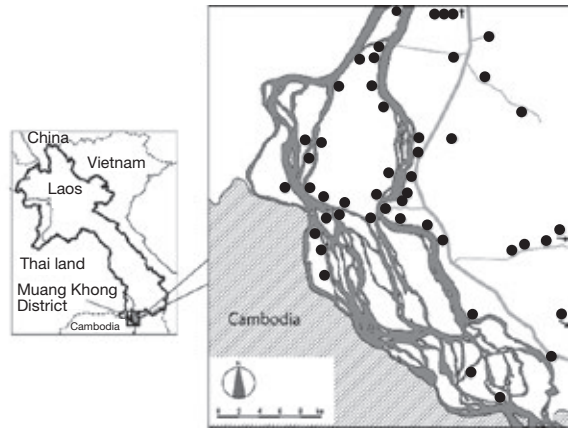 China
Vietnam
Laos
Thai land
Muang Khong
District
Cambodia
Cambodia